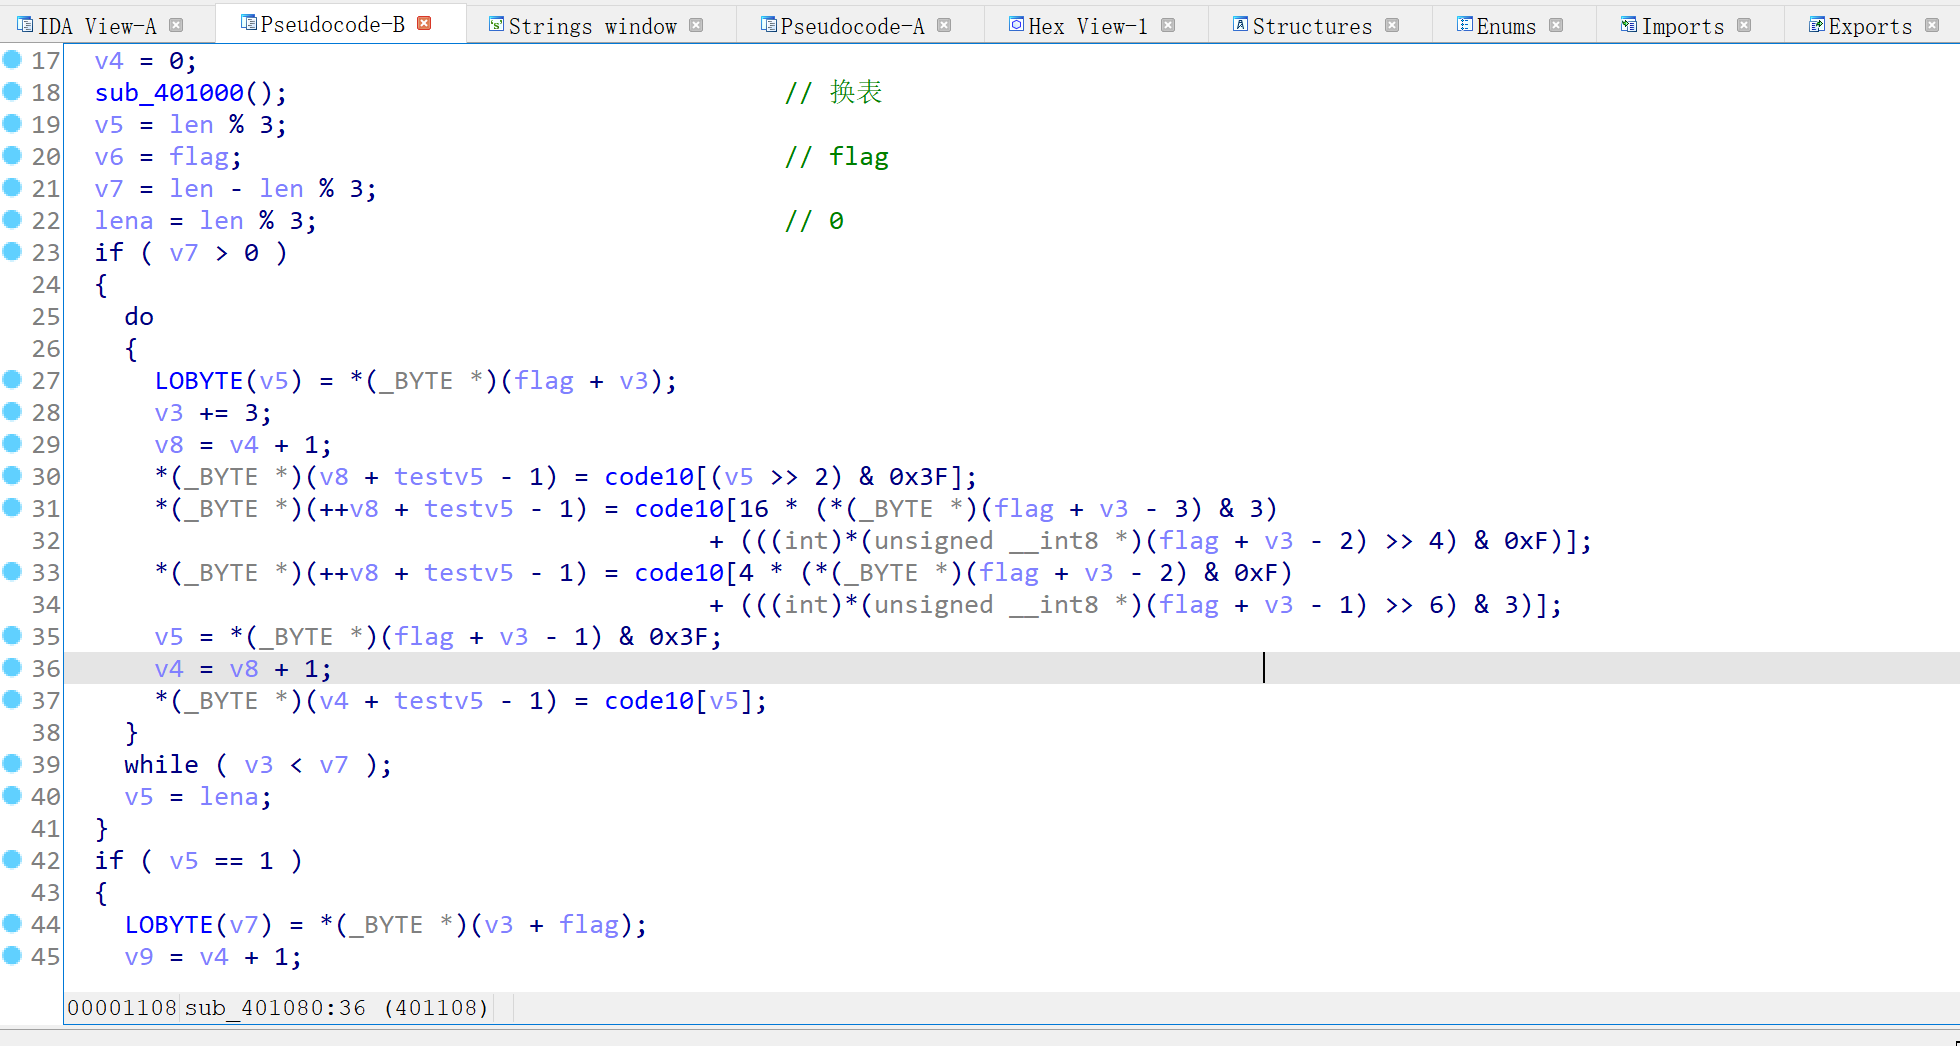 IDA View-A Pseudocode-B Strings window Pseudocode-A Hex View-1 Structures Enums Imports Exports
17 v4 = 0;
18 sub_401000(); // 换表
19 v5 = len % 3;
20 v6 = flag; // flag
21 v7 = len - len % 3;
22 lena = len % 3; // 0
23 if ( v7 > 0 )
24 {
25 do
26 {
27 LOBYTE(v5) = *(_BYTE *)(flag + v3);
28 v3 += 3;
29 v8 = v4 + 1;
30 *(_BYTE *)(v8 + testv5 - 1) = code10[(v5 >> 2) & 0x3F];
31 *(_BYTE *)(++v8 + testv5 - 1) = code10[16 * (*(_BYTE *)(flag + v3 - 3) & 3)
32 + (((int)*(unsigned __int8 *)(flag + v3 - 2) >> 4) & 0xF)];
33 *(_BYTE *)(++v8 + testv5 - 1) = code10[4 * (*(_BYTE *)(flag + v3 - 2) & 0xF)
34 + (((int)*(unsigned __int8 *)(flag + v3 - 1) >> 6) & 3)];
35 v5 = *(_BYTE *)(flag + v3 - 1) & 0x3F;
36 v4 = v8 + 1;
37 *(_BYTE *)(v4 + testv5 - 1) = code10[v5];
38 }
39 while ( v3 < v7 );
40 v5 = lena;
41 }
42 if ( v5 == 1 )
43 {
44 LOBYTE(v7) = *(_BYTE *)(v3 + flag);
45 v9 = v4 + 1;
00001108 sub_401080:36 (401108)